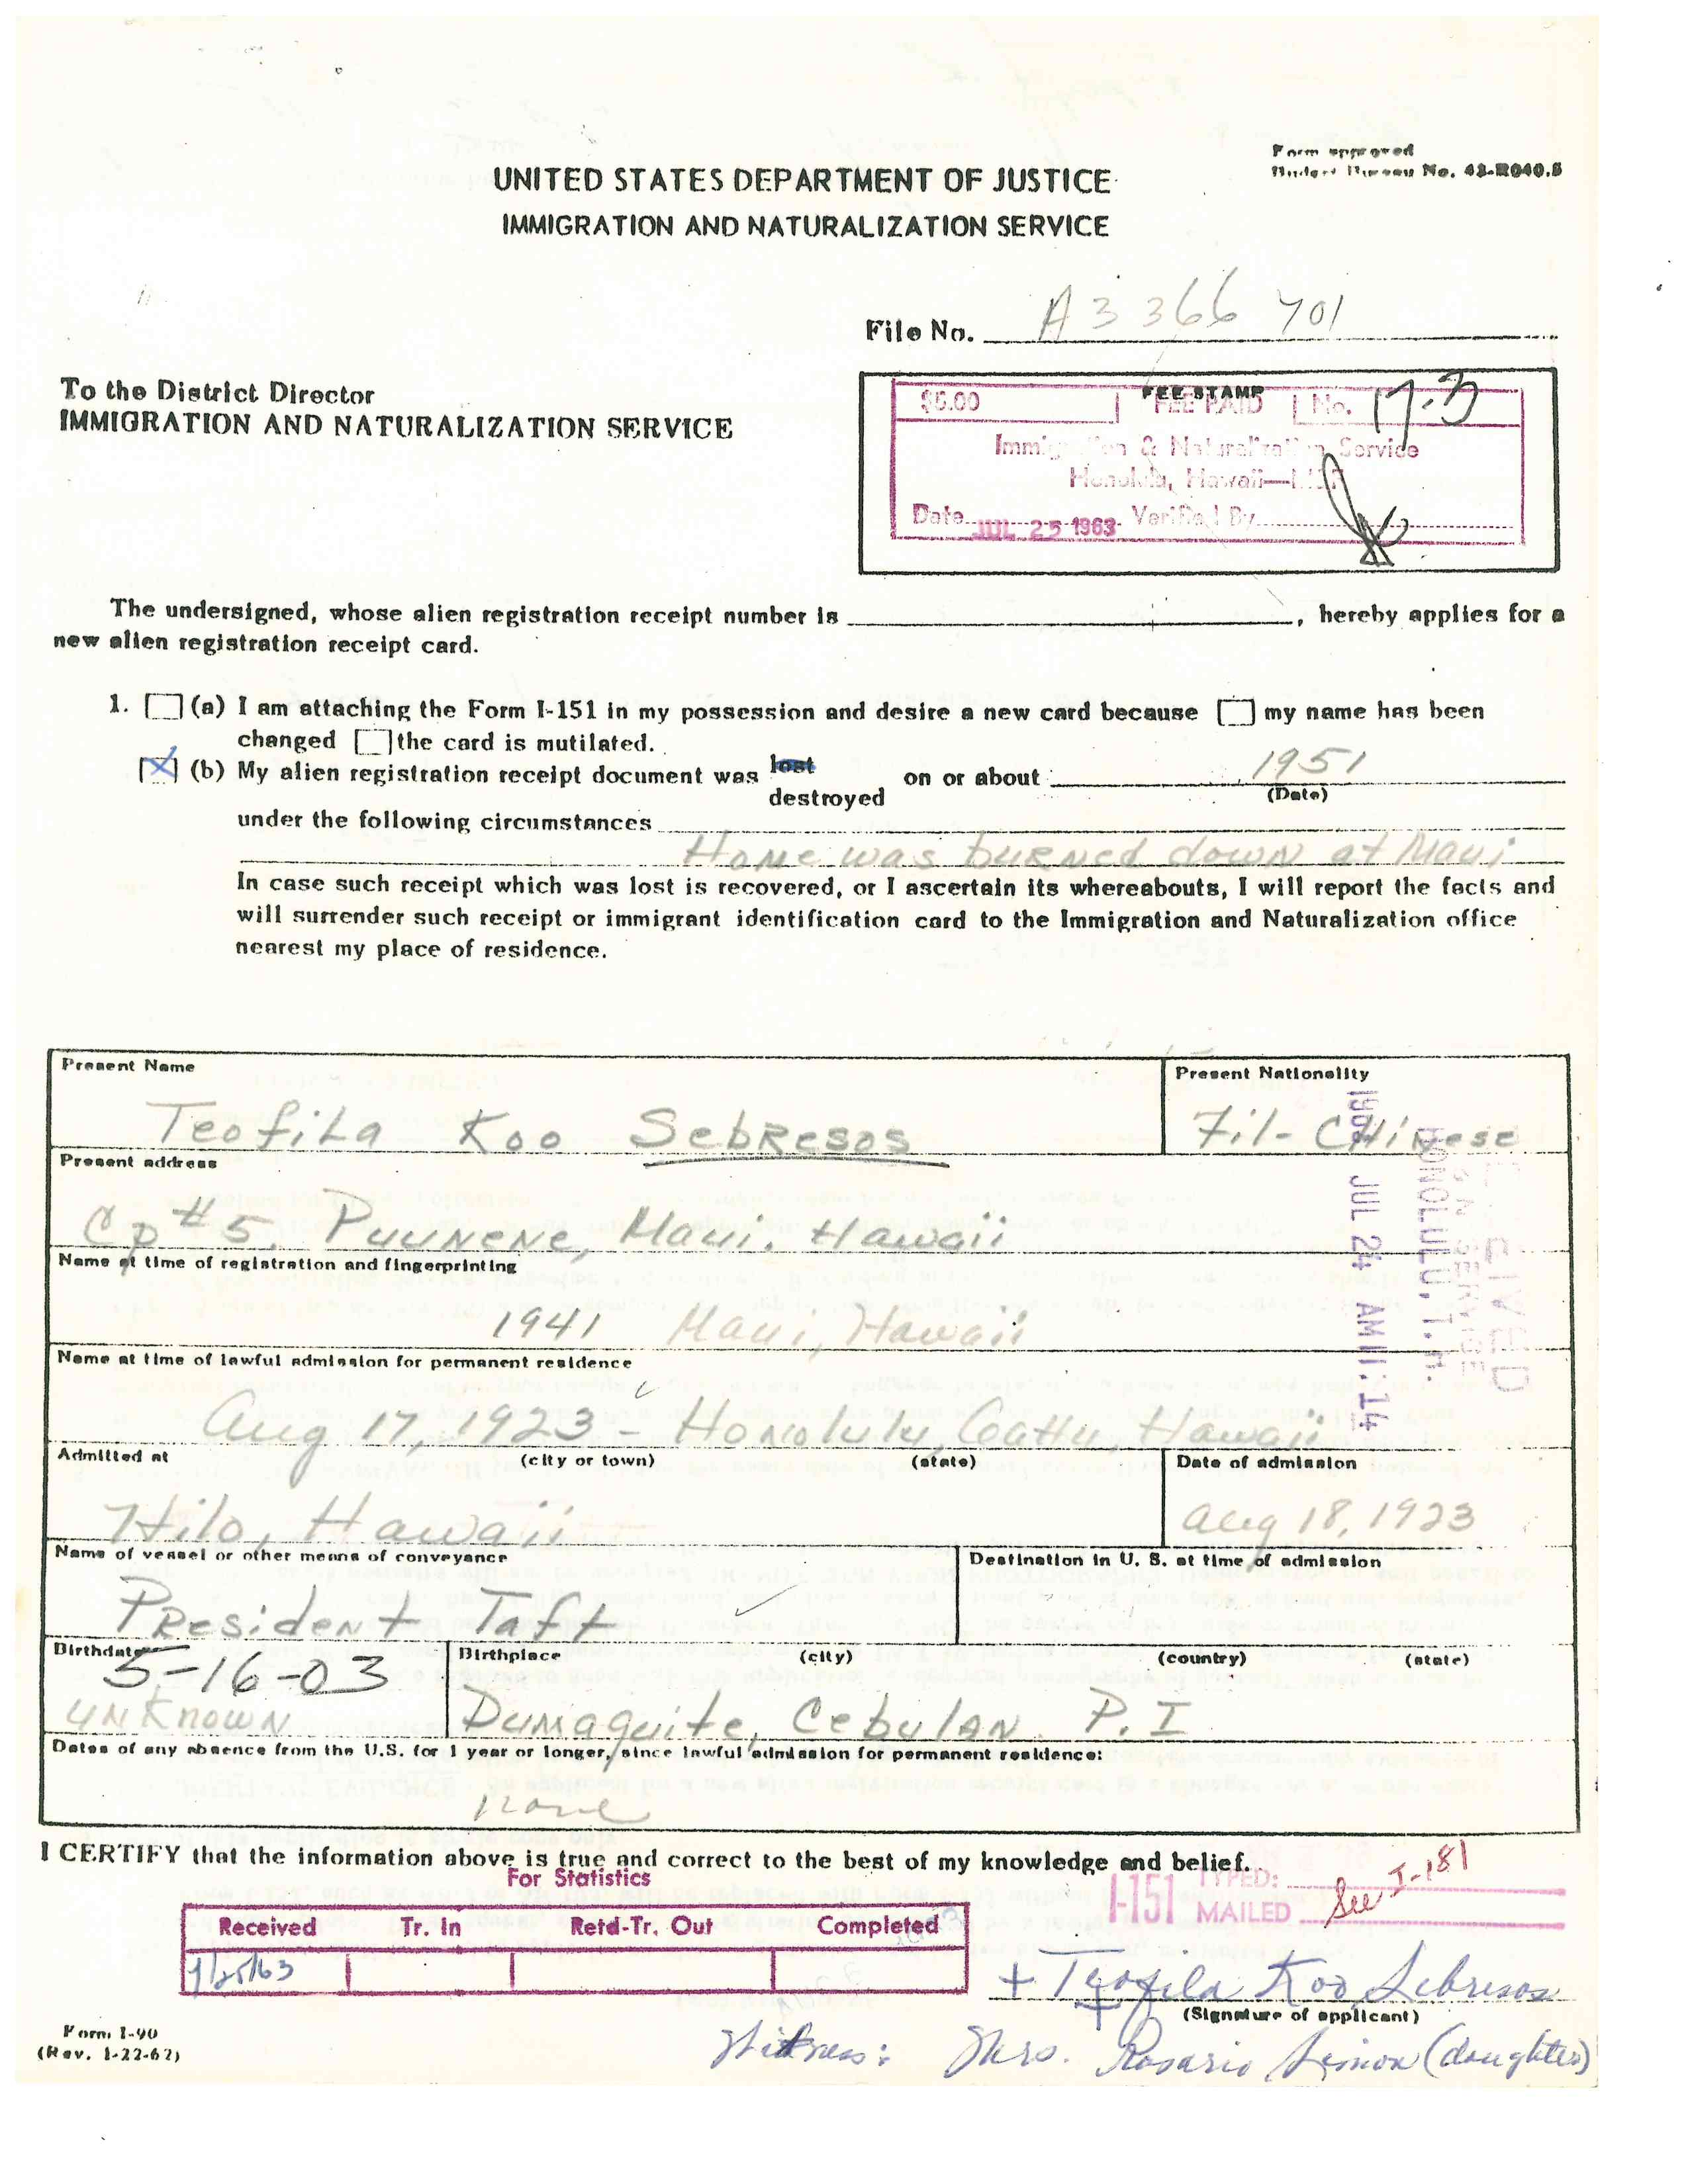 Form approved
Budget Bureau No. 43-R040.5
UNITED STATES DEPARTMENT OF JUSTICE
IMMIGRATION AND NATURALIZATION SERVICE
File No. A3 366 701
To the District Director
IMMIGRATION AND NATURALIZATION SERVICE
FEE STAMP
$5.00 FEE PAID No.
Immigration & Naturalization Service
Honolulu, Hawaii
Date JUL 25 1963 Verified By
The undersigned, whose alien registration receipt number is , hereby applies for a
new alien registration receipt card.
1. (a) I am attaching the Form I-151 in my possession and desire a new card because my name has been
changed the card is mutilated.
X (b) My alien registration receipt document was lost
destroyed on or about 1951
(Date)
under the following circumstances
Home was burned down at Maui
In case such receipt which was lost is recovered, or I ascertain its whereabouts, I will report the facts and
will surrender such receipt or immigrant identification card to the Immigration and Naturalization office
nearest my place of residence.
Present Name Present Nationality
Teofila Koo Sebresos Fil-Chinese
Present address
Cp #5, Puunene, Maui, Hawaii
Name at time of registration and fingerprinting
1941 Maui, Hawaii
Name at time of lawful admission for permanent residence
Aug 17, 1923 - Honolulu, Oahu, Hawaii
RECEIVED
HONOLULU, T.H.
JUL 24 AM 11:14
Admitted at (city or town) (state) Date of admission
Hilo, Hawaii Aug 18, 1923
Name of vessel or other means of conveyance Destination in U. S. at time of admission
President Taft
Birthdate Birthplace (city) (country) (state)
5-16-03
unknown Dumaguite, Cebulan P.I
Dates of any absence from the U.S. for 1 year or longer, since lawful admission for permanent residence:
none
I CERTIFY that the information above is true and correct to the best of my knowledge and belief.
For Statistics
Received Tr. In Retd-Tr. Out Completed
I-151 TYPED:
MAILED
See I-181
+ Teofila Koo Sebresos
(Signature of applicant)
Form I-90
(Rev. 1-22-62)
Witness: Mrs. Rosario Simon (daughter)